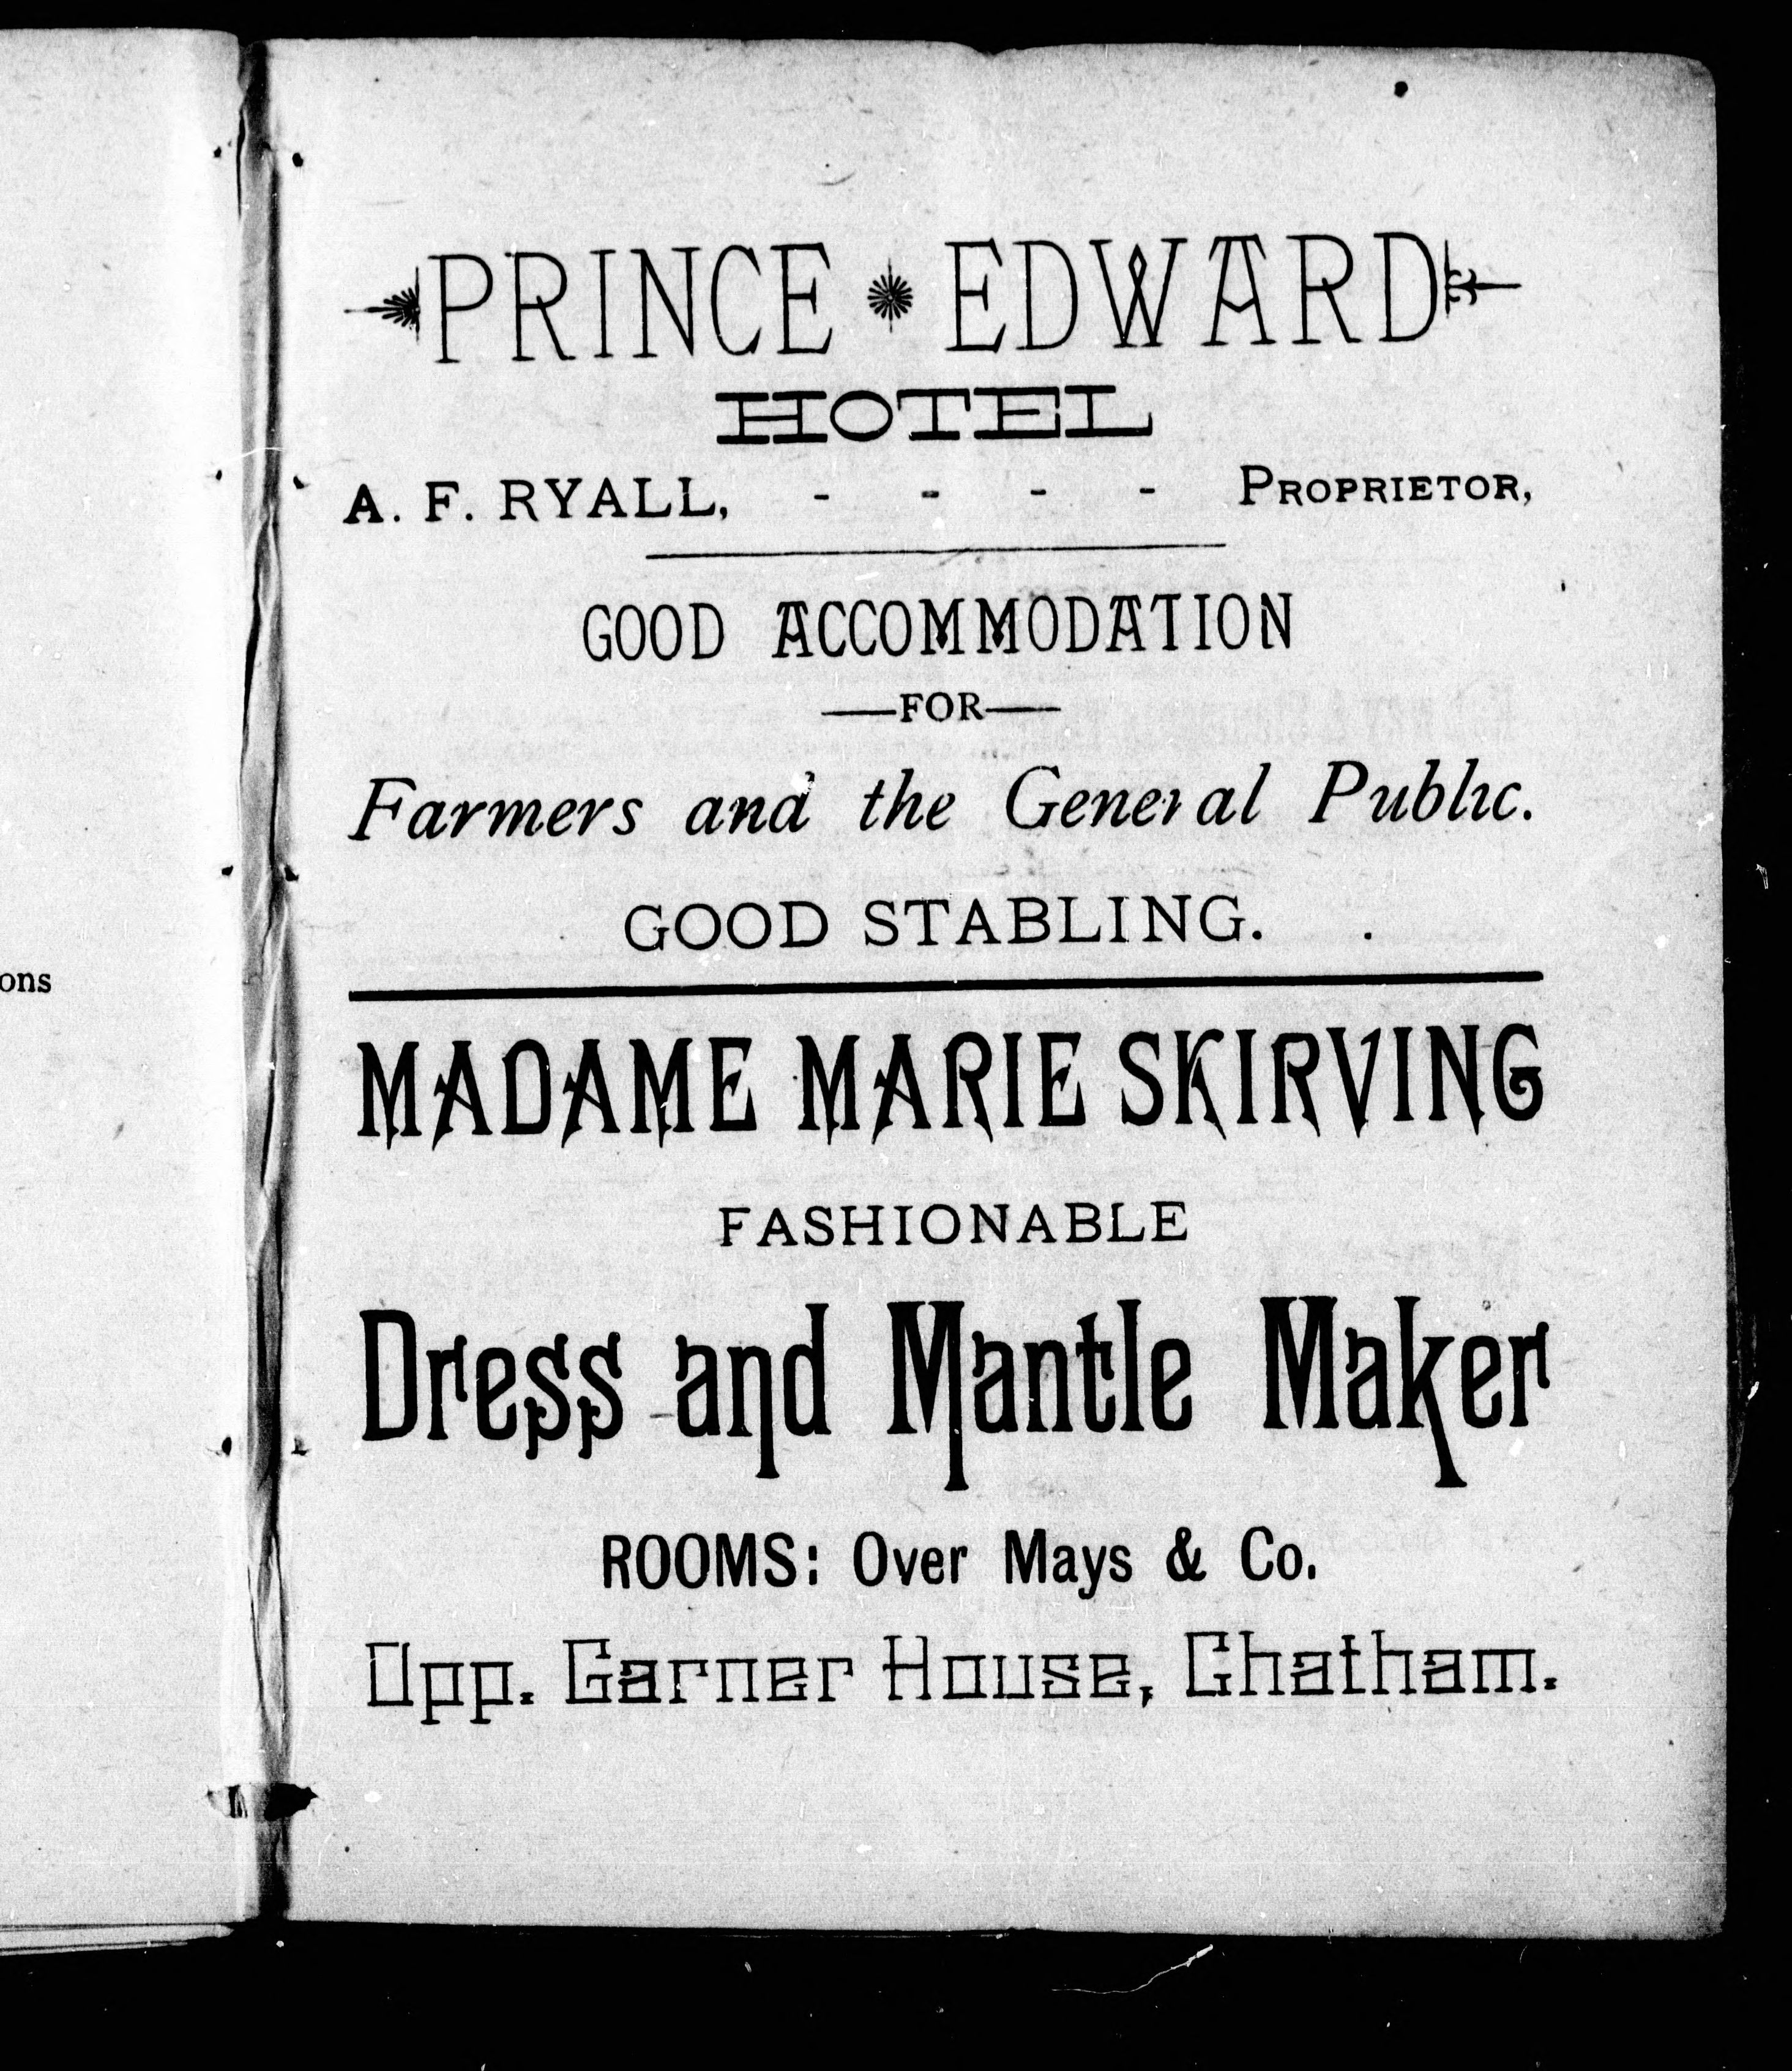 ons
PRINCE EDWARD
HOTEL
A. F. RYALL, - - - - PROPRIETOR,
GOOD ACCOMMODATION
—FOR—
Farmers and the General Public.
GOOD STABLING.
MADAME MARIE SKIRVING
FASHIONABLE
Dress and Mantle Maker
ROOMS: Over Mays & Co.
Opp. Garner House, Chatham.